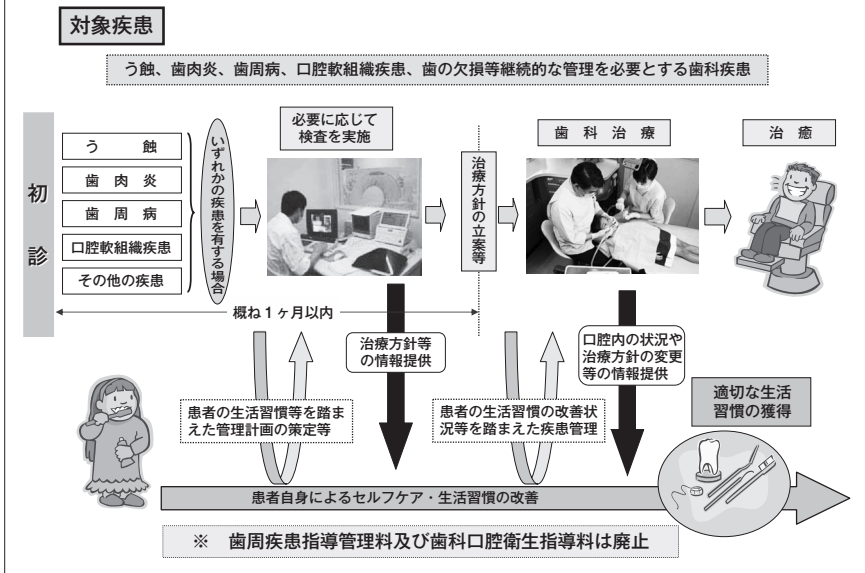 対象疾患
う蝕、歯肉炎、歯周病、口腔軟組織疾患、歯の欠損等継続的な管理を必要とする歯科疾患
初診
う 蝕
歯 肉 炎
歯 周 病
口腔軟組織疾患
その他の疾患
いずれかの疾患を有する場合
必要に応じて
検査を実施
治療方針の立案等
歯 科 治 療
治 癒
概ね1ヶ月以内
治療方針等
の情報提供
口腔内の状況や
治療方針の変更
等の情報提供
患者の生活習慣等を踏ま
えた管理計画の策定等
患者の生活習慣の改善状
況等を踏まえた疾患管理
適切な生活
習慣の獲得
患者自身によるセルフケア・生活習慣の改善
※ 歯周疾患指導管理料及び歯科口腔衛生指導料は廃止